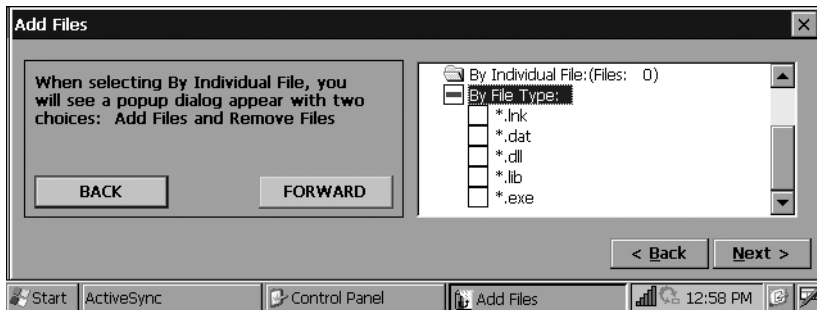 Add Files
When selecting By Individual File, you
will see a popup dialog appear with two
choices: Add Files and Remove Files
BACK
FORWARD
By Individual File:(Files: 0)
By File Type:
*.lnk
*.dat
*.dll
*.lib
*.exe
< Back
Next >
Start
ActiveSync
Control Panel
Add Files
12:58 PM